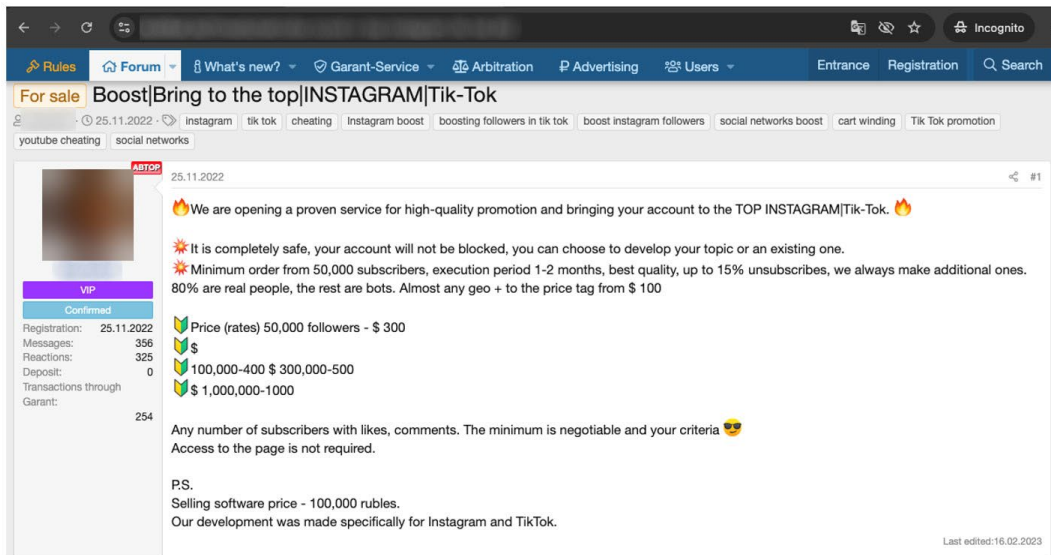 Incognito
Rules
Forum
What's new?
Garant-Service
Arbitration
Advertising
Users
Entrance
Registration
Search
For sale Boost|Bring to the top|INSTAGRAM|Tik-Tok
25.11.2022 · instagram tik tok cheating Instagram boost boosting followers in tik tok boost instagram followers social networks boost cart winding Tik Tok promotion
youtube cheating social networks
АВТОР
25.11.2022
#1
🔥We are opening a proven service for high-quality promotion and bringing your account to the TOP INSTAGRAM|Tik-Tok. 🔥
💥It is completely safe, your account will not be blocked, you can choose to develop your topic or an existing one.
💥Minimum order from 50,000 subscribers, execution period 1-2 months, best quality, up to 15% unsubscribes, we always make additional ones.
80% are real people, the rest are bots. Almost any geo + to the price tag from $ 100
🔰Price (rates) 50,000 followers - $ 300
🔰$
🔰100,000-400 $ 300,000-500
🔰$ 1,000,000-1000
Any number of subscribers with likes, comments. The minimum is negotiable and your criteria 😎
Access to the page is not required.
P.S.
Selling software price - 100,000 rubles.
Our development was made specifically for Instagram and TikTok.
Last edited:16.02.2023
VIP
Confirmed
Registration: 25.11.2022
Messages: 356
Reactions: 325
Deposit: 0
Transactions through
Garant:
254